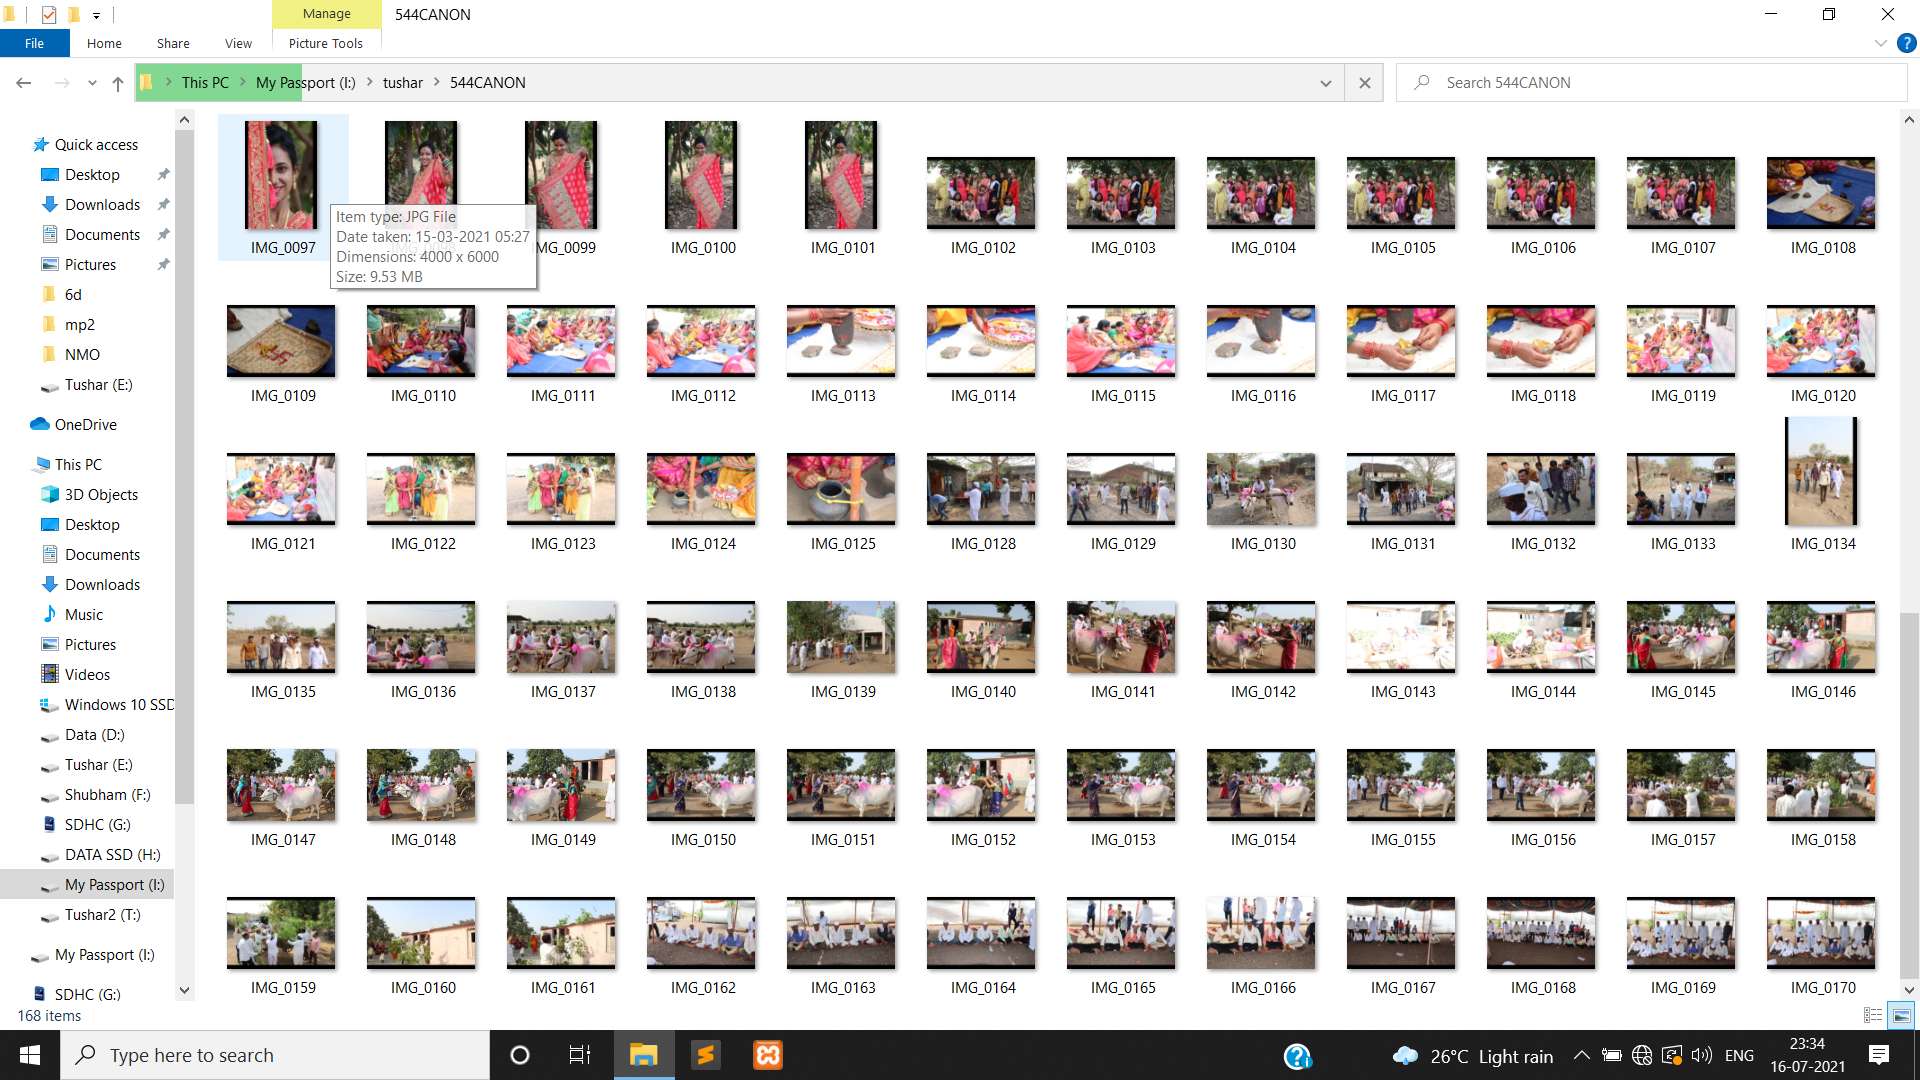 Manage
544CANON
File
Home
Share
View
Picture Tools
This PC
My Passport (I:)
tushar
544CANON
Search 544CANON
Quick access
Desktop
Downloads
Documents
Pictures
6d
mp2
NMO
Tushar (E:)
OneDrive
This PC
3D Objects
Desktop
Documents
Downloads
Music
Pictures
Videos
Windows 10 SSD
Data (D:)
Tushar (E:)
Shubham (F:)
SDHC (G:)
DATA SSD (H:)
My Passport (I:)
Tushar2 (T:)
My Passport (I:)
SDHC (G:)
168 items
IMG_0097
MG_0099
IMG_0100
IMG_0101
IMG_0102
IMG_0103
IMG_0104
IMG_0105
IMG_0106
IMG_0107
IMG_0108
Item type: JPG File
Date taken: 15-03-2021 05:27
Dimensions: 4000 x 6000
Size: 9.53 MB
IMG_0109
IMG_0110
IMG_0111
IMG_0112
IMG_0113
IMG_0114
IMG_0115
IMG_0116
IMG_0117
IMG_0118
IMG_0119
IMG_0120
IMG_0121
IMG_0122
IMG_0123
IMG_0124
IMG_0125
IMG_0128
IMG_0129
IMG_0130
IMG_0131
IMG_0132
IMG_0133
IMG_0134
IMG_0135
IMG_0136
IMG_0137
IMG_0138
IMG_0139
IMG_0140
IMG_0141
IMG_0142
IMG_0143
IMG_0144
IMG_0145
IMG_0146
IMG_0147
IMG_0148
IMG_0149
IMG_0150
IMG_0151
IMG_0152
IMG_0153
IMG_0154
IMG_0155
IMG_0156
IMG_0157
IMG_0158
IMG_0159
IMG_0160
IMG_0161
IMG_0162
IMG_0163
IMG_0164
IMG_0165
IMG_0166
IMG_0167
IMG_0168
IMG_0169
IMG_0170
Type here to search
26°C Light rain
ENG
23:34
16-07-2021